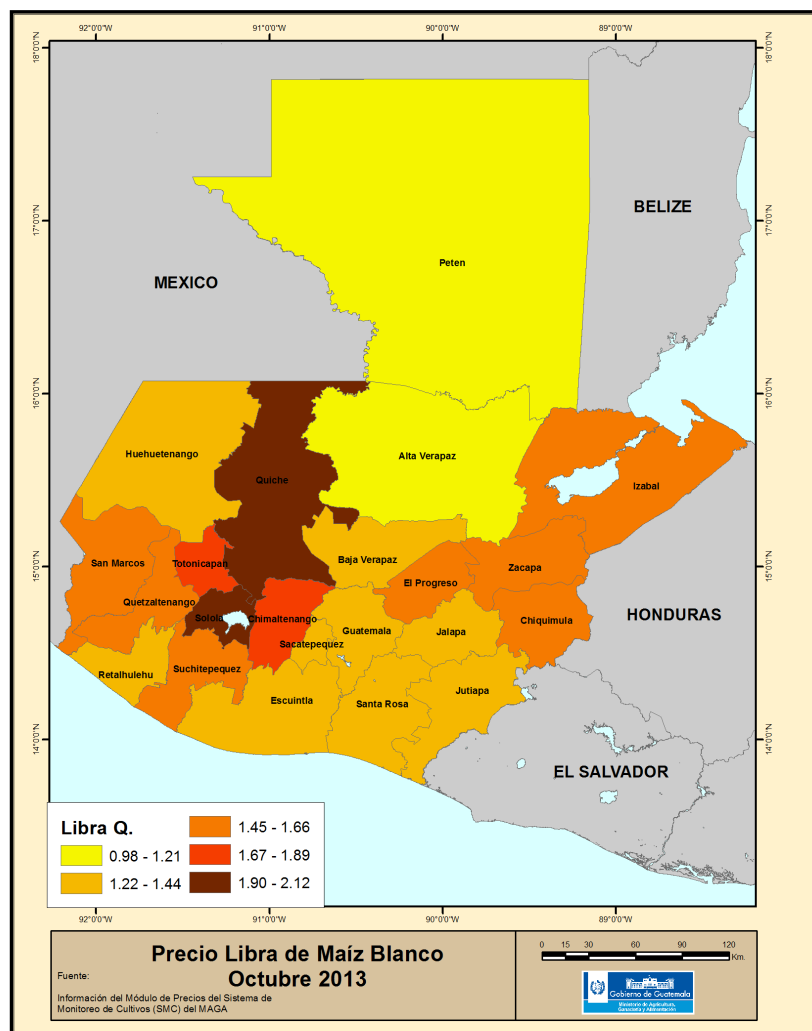 92°0'0"W 91°0'0"W 90°0'0"W 89°0'0"W
18°0'0"N 18°0'0"N
17°0'0"N 17°0'0"N
16°0'0"N 16°0'0"N
15°0'0"N 15°0'0"N
14°0'0"N 14°0'0"N
BELIZE
Peten
MEXICO
Huehuetenango
Alta Verapaz
Quiche
Izabal
Baja Verapaz
San Marcos
Totonicapan
Zacapa
El Progreso
Quetzaltenango
Solola
Chimaltenango
Chiquimula
HONDURAS
Guatemala
Jalapa
Sacatepequez
Suchitepequez
Retalhulehu
Jutiapa
Escuintla
Santa Rosa
EL SALVADOR
Libra Q.
0.98 - 1.21
1.22 - 1.44
1.45 - 1.66
1.67 - 1.89
1.90 - 2.12
92°0'0"W 91°0'0"W 90°0'0"W 89°0'0"W
Precio Libra de Maíz Blanco
Octubre 2013
Fuente:
Información del Módulo de Precios del Sistema de
Monitoreo de Cultivos (SMC) del MAGA
0 15 30 60 90 120
Km.
Gobierno de Guatemala
Ministerio de Agricultura,
Ganadería y Alimentación